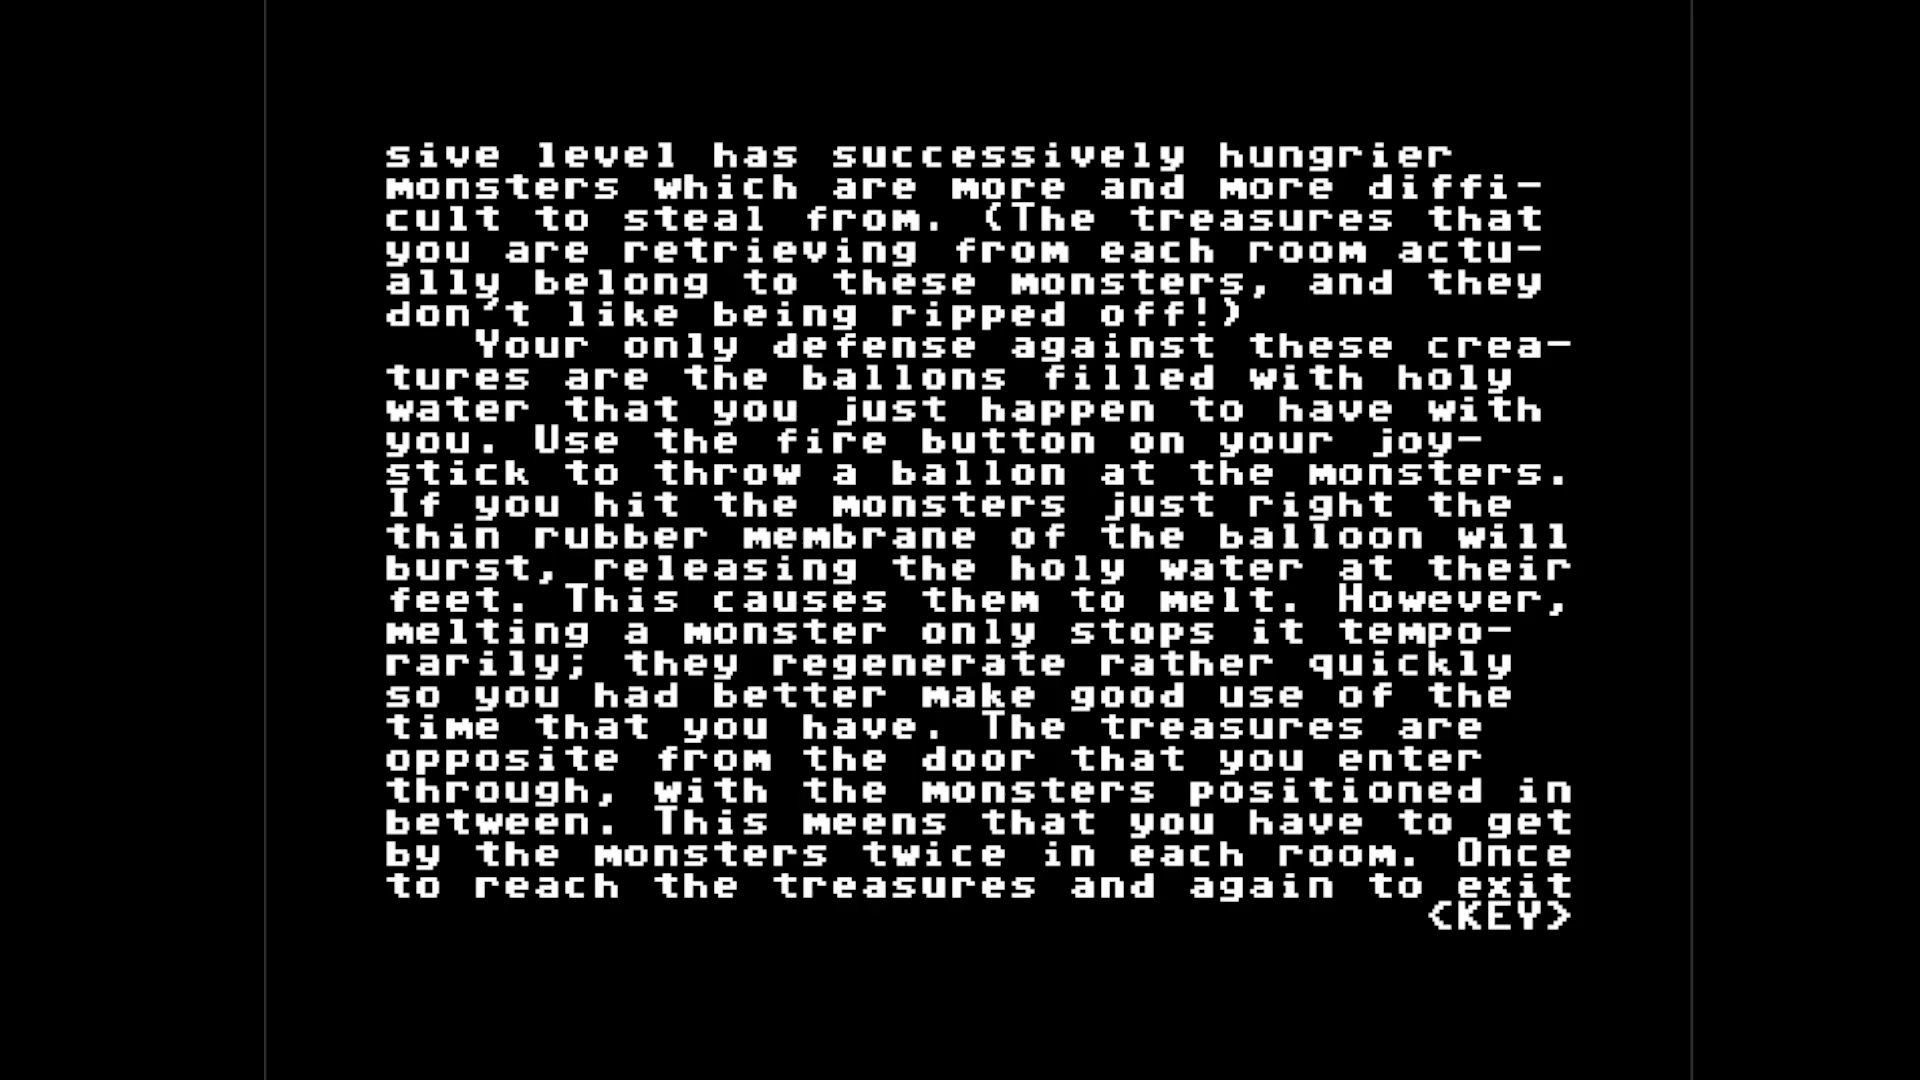 sive level has successively hungrier
monsters which are more and more diffi-
cult to steal from. (The treasures that
you are retrieving from each room actu-
ally belong to these monsters, and they
don't like being ripped off!)
Your only defense against these crea-
tures are the ballons filled with holy
water that you just happen to have with
you. Use the fire button on your joy-
stick to throw a ballon at the monsters.
If you hit the monsters just right the
thin rubber membrane of the balloon will
burst, releasing the holy water at their
feet. This causes them to melt. However,
melting a monster only stops it tempo-
rarily; they regenerate rather quickly
so you had better make good use of the
time that you have. The treasures are
opposite from the door that you enter
through, with the monsters positioned in
between. This meens that you have to get
by the monsters twice in each room. Once
to reach the treasures and again to exit
<KEY>